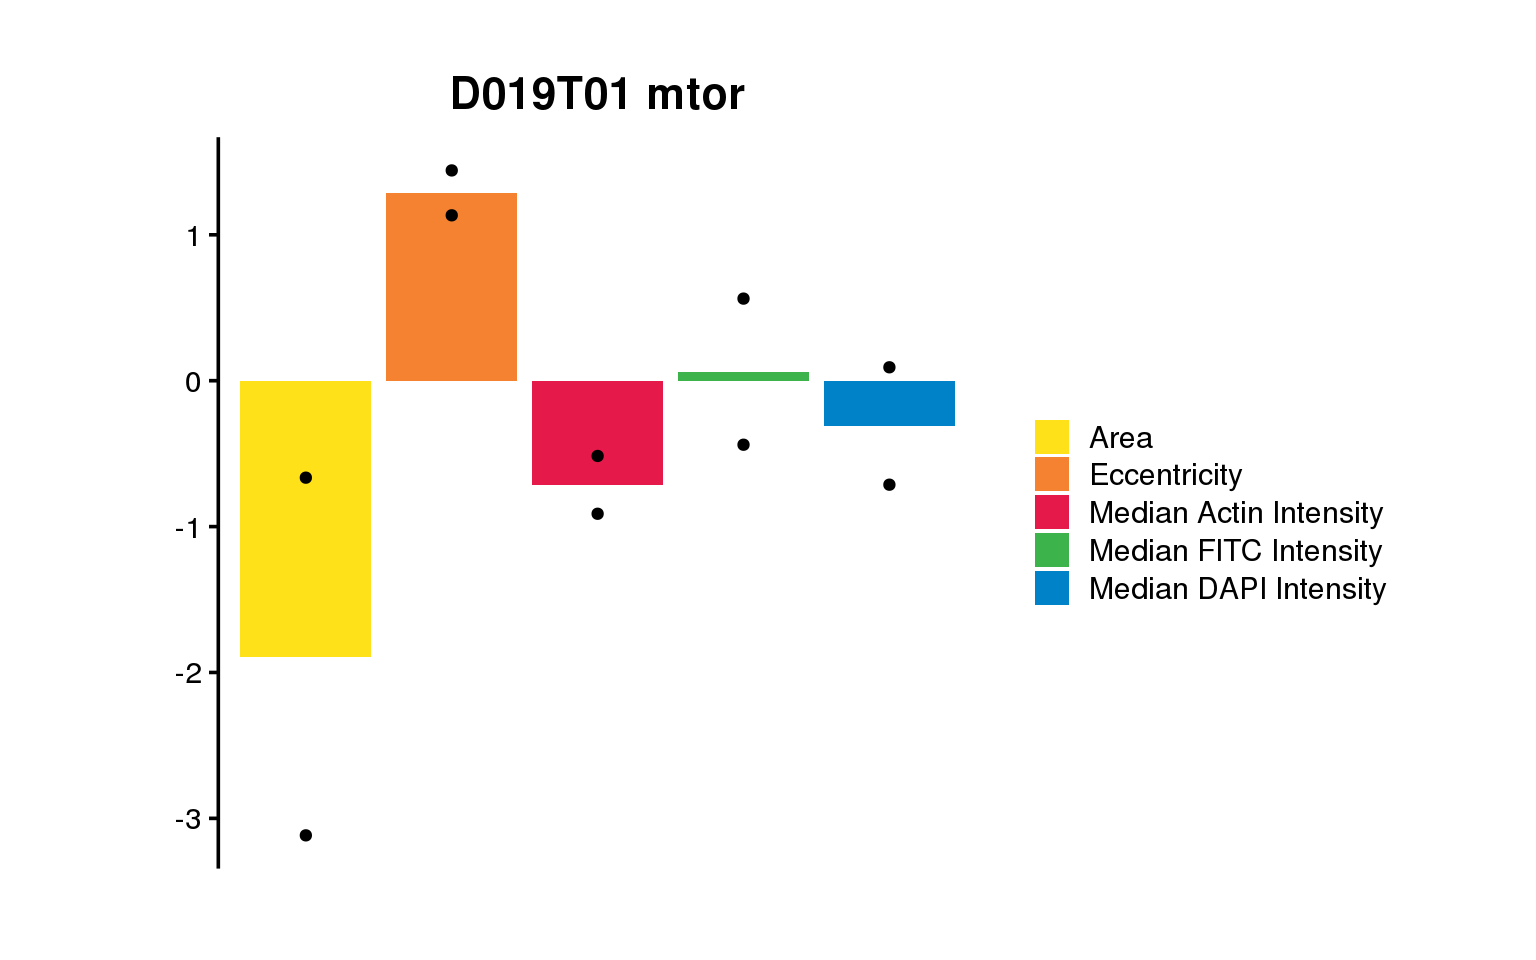 D019T01 mtor
1
0
-1
-2
-3
Area
Eccentricity
Median Actin Intensity
Median FITC Intensity
Median DAPI Intensity